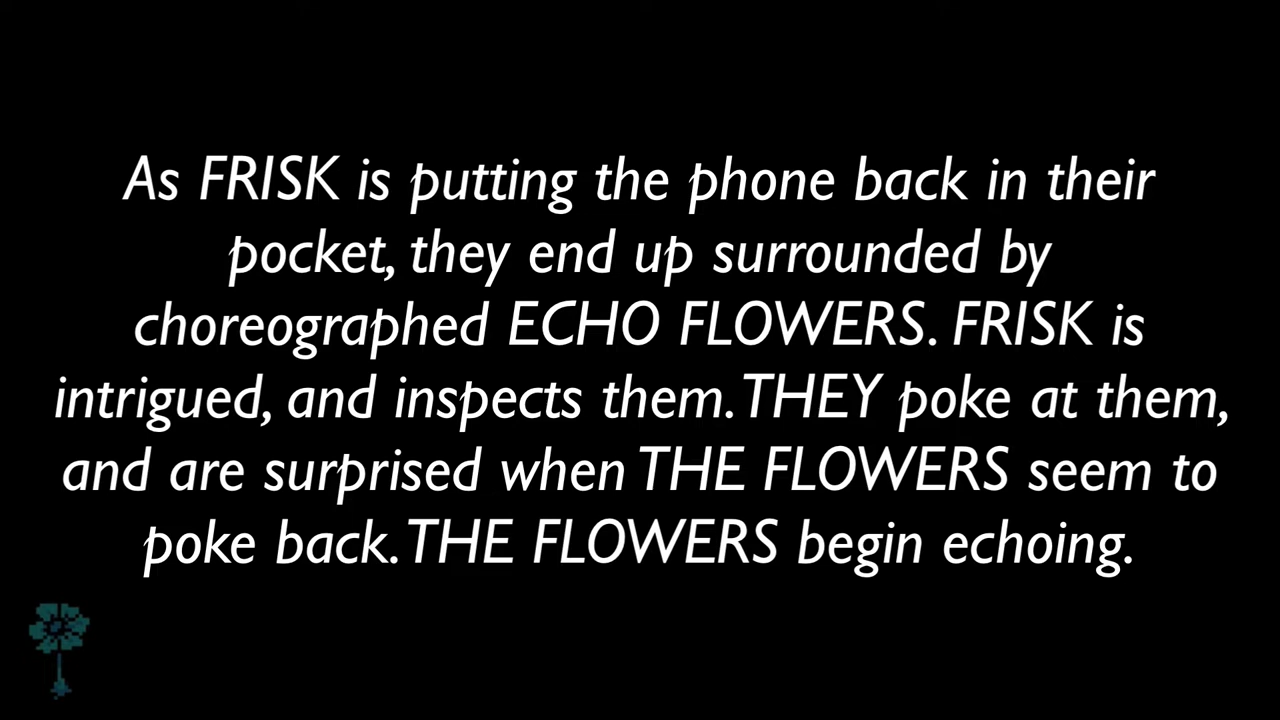 As FRISK is putting the phone back in their
pocket, they end up surrounded by
choreographed ECHO FLOWERS. FRISK is
intrigued, and inspects them. THEY poke at them,
and are surprised when THE FLOWERS seem to
poke back. THE FLOWERS begin echoing.